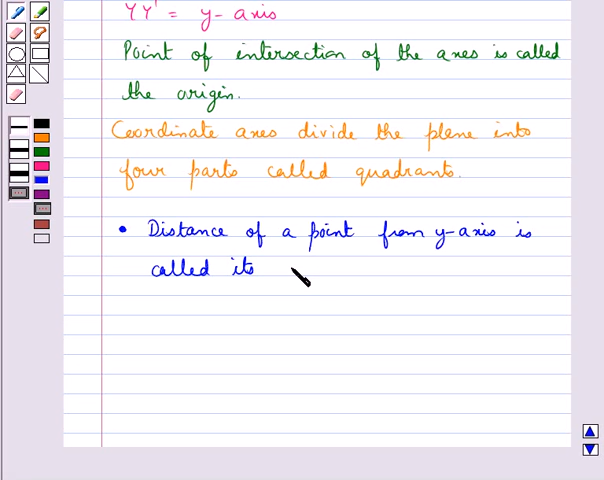 YY' = y-axis
Point of intersection of the axes is called
the origin.
Coordinate axes divide the plane into
four parts called quadrants.
• Distance of a point from y-axis is
called its